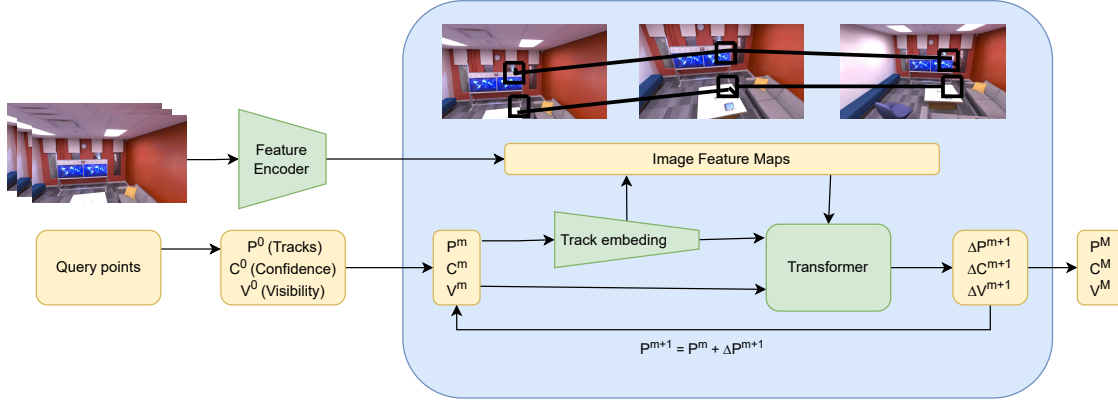 Feature
Encoder
Image Feature Maps
Query points
P⁰ (Tracks)
C⁰ (Confidence)
V⁰ (Visibility)
Pᵐ
Cᵐ
Vᵐ
Track embeding
Transformer
ΔPᵐ⁺¹
ΔCᵐ⁺¹
ΔVᵐ⁺¹
Pᴹ
Cᴹ
Vᴹ
Pᵐ⁺¹ = Pᵐ + ΔPᵐ⁺¹